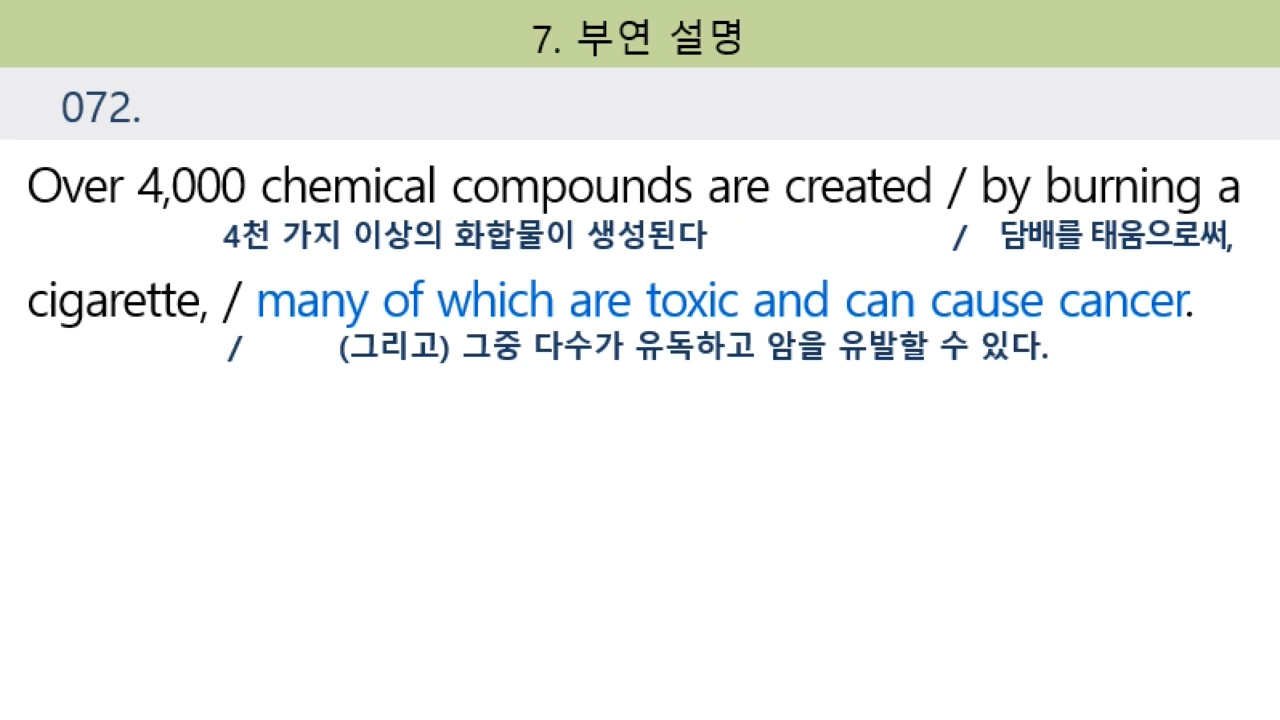 7. 부연 설명
072.
Over 4,000 chemical compounds are created / by burning a
4천 가지 이상의 화합물이 생성된다 / 담배를 태움으로써,
cigarette, / many of which are toxic and can cause cancer.
/ (그리고) 그중 다수가 유독하고 암을 유발할 수 있다.